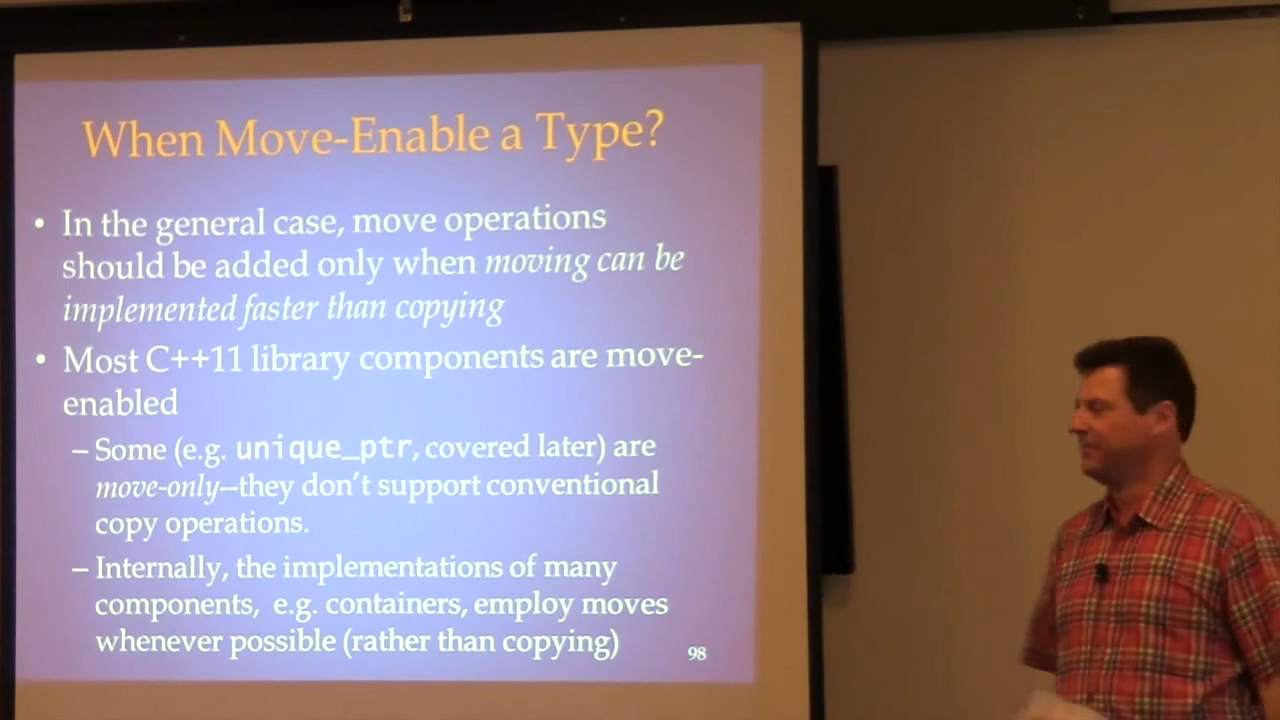 When Move-Enable a Type?
• In the general case, move operations
should be added only when moving can be
implemented faster than copying
• Most C++11 library components are move-
enabled
– Some (e.g. unique_ptr, covered later) are
move-only--they don't support conventional
copy operations.
– Internally, the implementations of many
components, e.g. containers, employ moves
whenever possible (rather than copying)
98